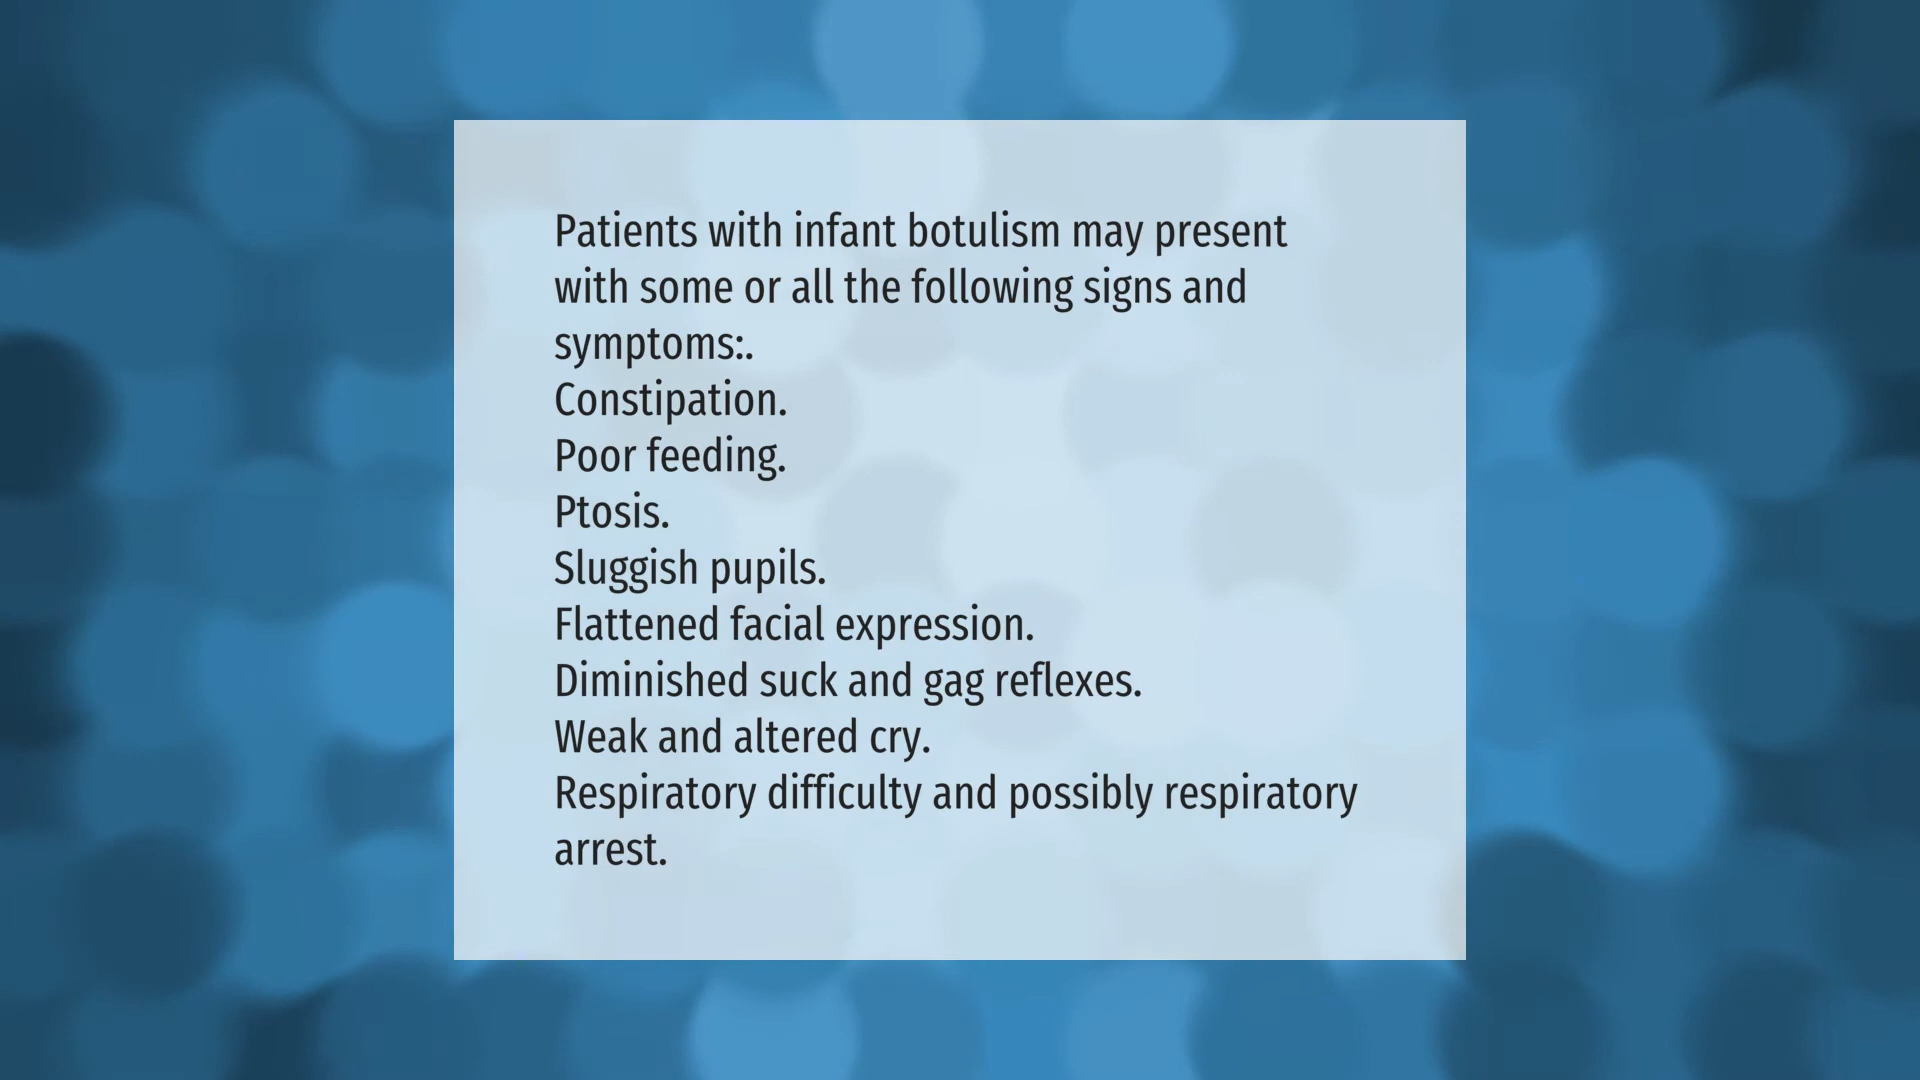 Patients with infant botulism may present
with some or all the following signs and
symptoms:.
Constipation.
Poor feeding.
Ptosis.
Sluggish pupils.
Flattened facial expression.
Diminished suck and gag reflexes.
Weak and altered cry.
Respiratory difficulty and possibly respiratory
arrest.